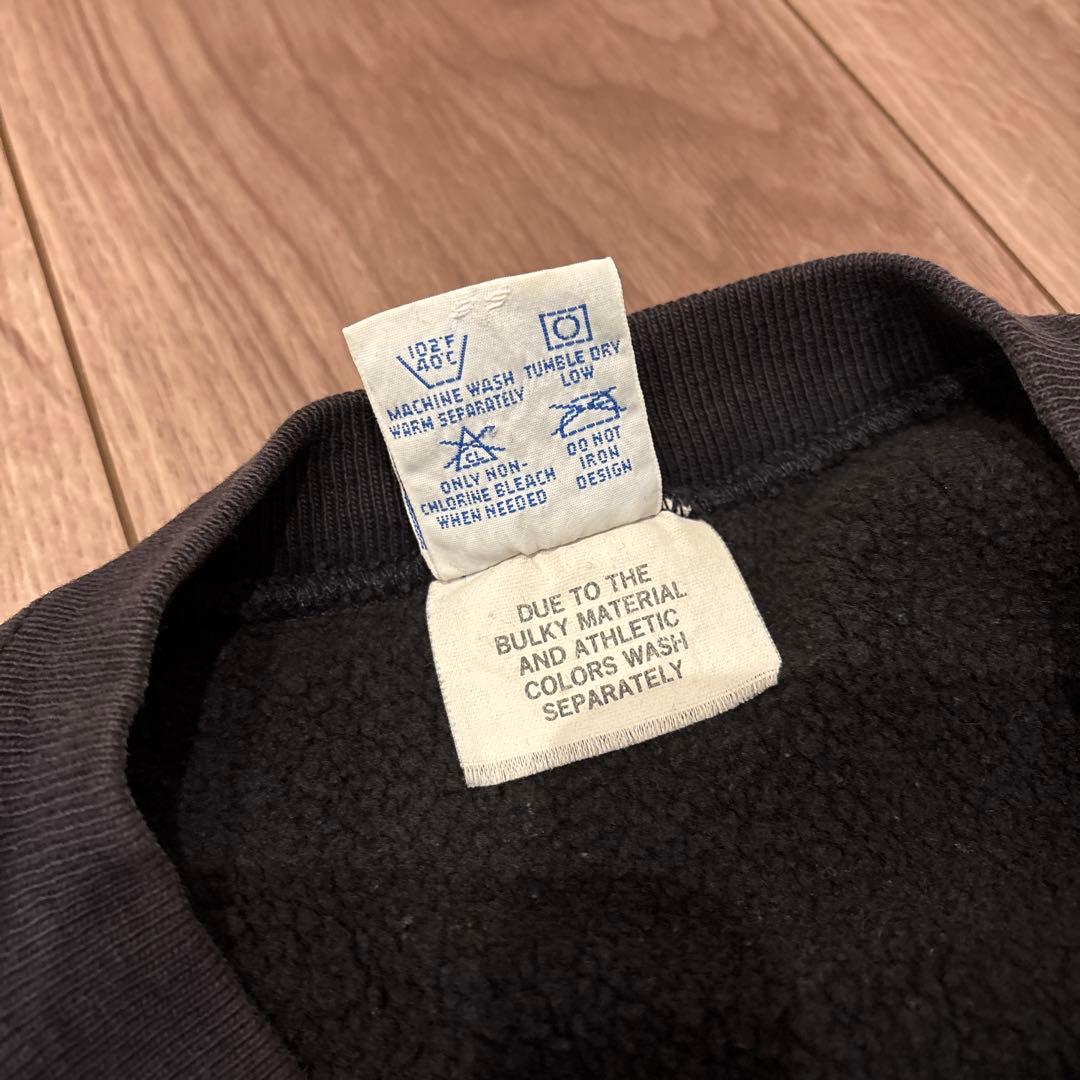 102°F
40°C
MACHINE WASH
WARM SEPARATELY
CL
ONLY NON-
CHLORINE BLEACH
WHEN NEEDED
TUMBLE DRY
LOW
DO NOT
IRON
DESIGN
DUE TO THE
BULKY MATERIAL
AND ATHLETIC
COLORS WASH
SEPARATELY